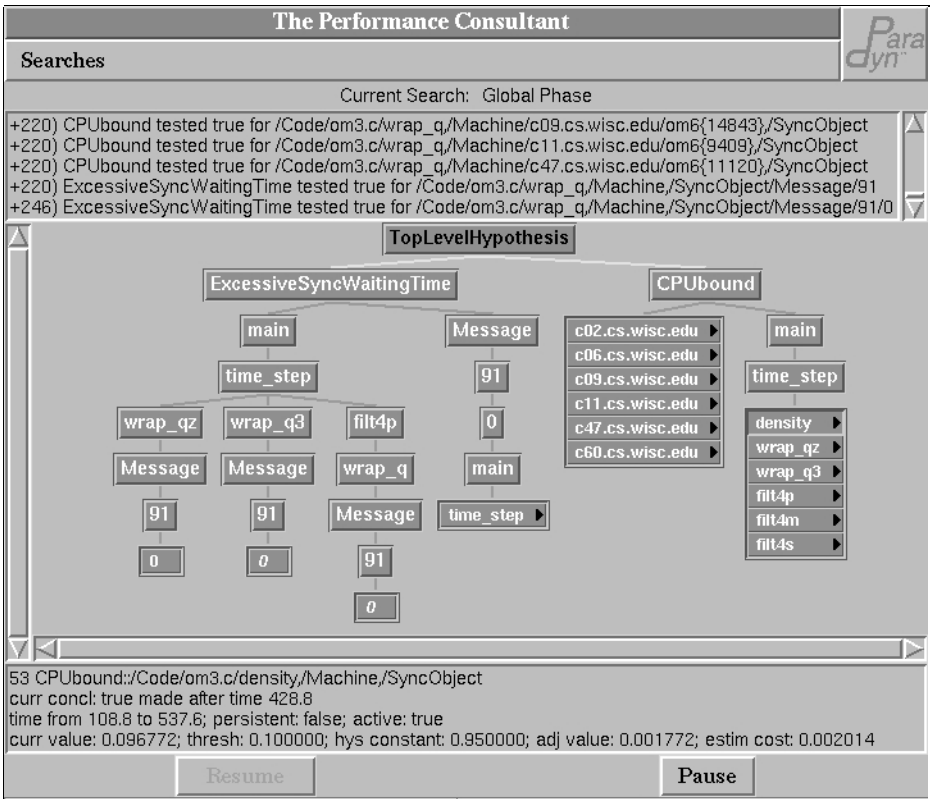 The Performance Consultant
Paradyn™
Searches
Current Search: Global Phase
+220) CPUbound tested true for /Code/om3.c/wrap_q,/Machine/c09.cs.wisc.edu/om6{14843},/SyncObject
+220) CPUbound tested true for /Code/om3.c/wrap_q,/Machine/c11.cs.wisc.edu/om6{9409},/SyncObject
+220) CPUbound tested true for /Code/om3.c/wrap_q,/Machine/c47.cs.wisc.edu/om6{11120},/SyncObject
+220) ExcessiveSyncWaitingTime tested true for /Code/om3.c/wrap_q,/Machine,/SyncObject/Message/91
+246) ExcessiveSyncWaitingTime tested true for /Code/om3.c/wrap_q,/Machine,/SyncObject/Message/91/0
TopLevelHypothesis
ExcessiveSyncWaitingTime CPUbound
main Message c02.cs.wisc.edu main
c06.cs.wisc.edu
time_step 91 c09.cs.wisc.edu time_step
c11.cs.wisc.edu
wrap_qz wrap_q3 filt4p 0 c47.cs.wisc.edu density
c60.cs.wisc.edu wrap_qz
Message Message wrap_q main wrap_q3
filt4p
91 91 Message time_step filt4m
filt4s
0 0 91
0
53 CPUbound::/Code/om3.c/density,/Machine,/SyncObject
curr concl: true made after time 428.8
time from 108.8 to 537.6; persistent: false; active: true
curr value: 0.096772; thresh: 0.100000; hys constant: 0.950000; adj value: 0.001772; estim cost: 0.002014
Resume Pause